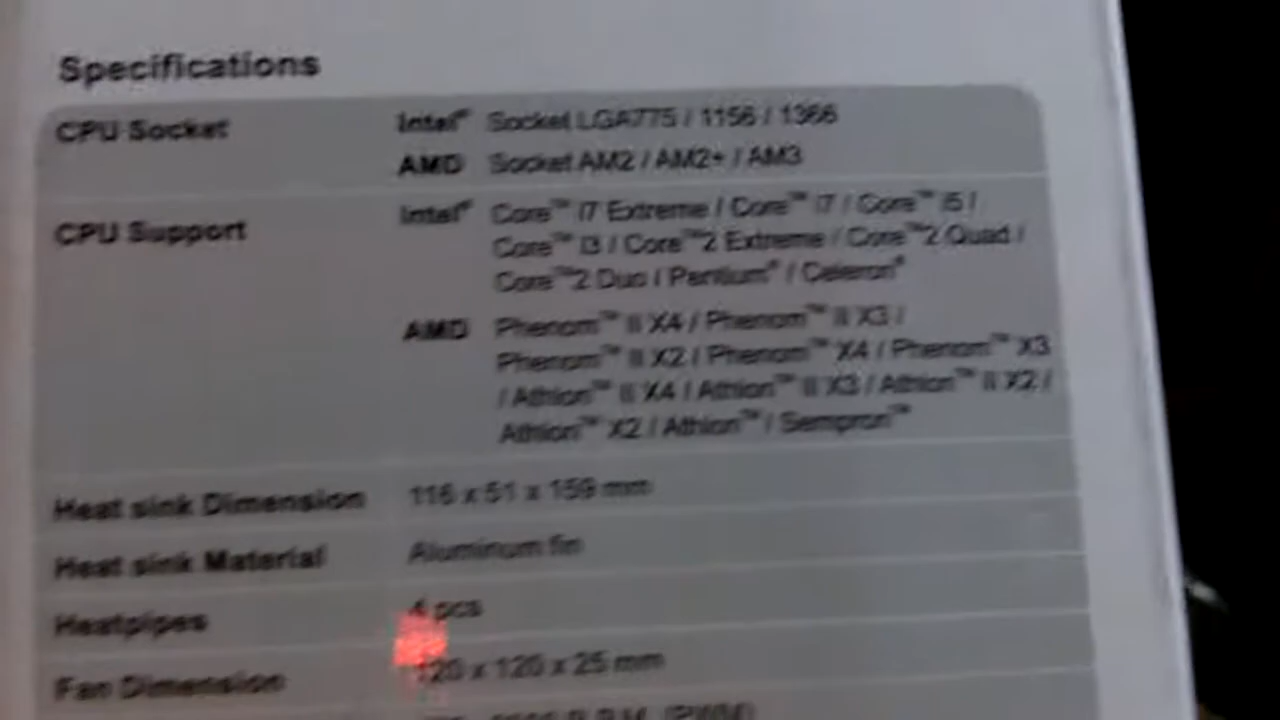 Specifications
CPU Socket Intel® Socket LGA775 / 1156 / 1366
AMD Socket AM2 / AM2+ / AM3
CPU Support Intel® Core™ i7 Extreme / Core™ i7 / Core™ i5 /
Core™ i3 / Core™2 Extreme / Core™2 Quad /
Core™2 Duo / Pentium® / Celeron®
AMD Phenom™ II X4 / Phenom™ II X3 /
Phenom™ II X2 / Phenom™ X4 / Phenom™ X3
/ Athlon™ II X4 / Athlon™ II X3 / Athlon™ II X2 /
Athlon™ X2 / Athlon™ / Sempron™
Heat sink Dimension 116 x 51 x 159 mm
Heat sink Material Aluminum fin
Heatpipes 4 pcs
Fan Dimension 120 x 120 x 25 mm
R.P.M. (PWM)